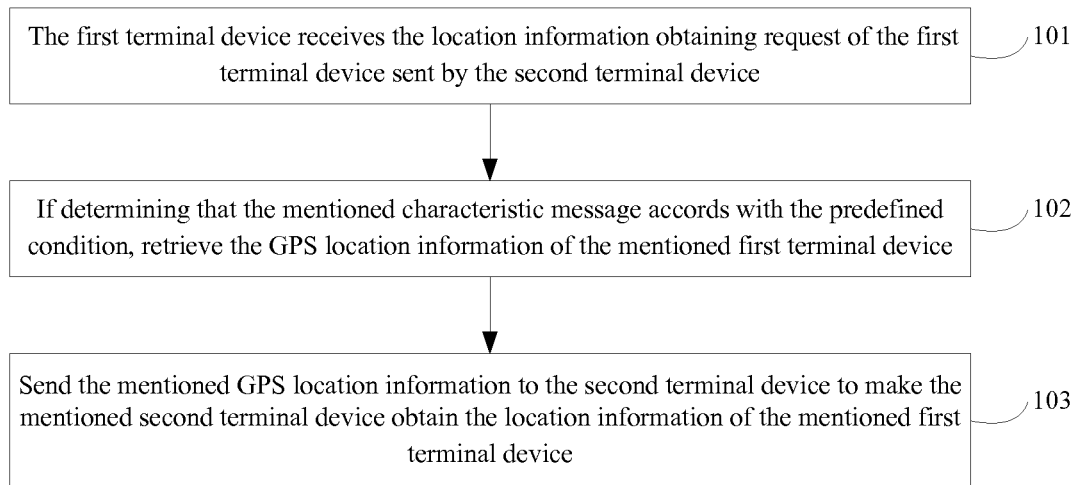 The first terminal device receives the location information obtaining request of the first
terminal device sent by the second terminal device
101
If determining that the mentioned characteristic message accords with the predefined
condition, retrieve the GPS location information of the mentioned first terminal device
102
Send the mentioned GPS location information to the second terminal device to make the
mentioned second terminal device obtain the location information of the mentioned first
terminal device
103